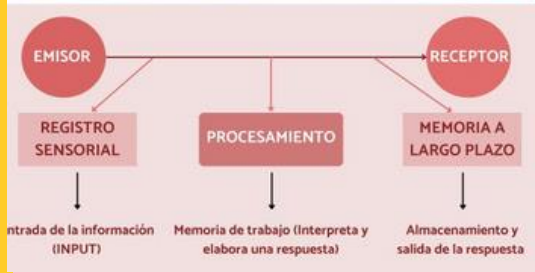 EMISOR
RECEPTOR
REGISTRO
SENSORIAL
PROCESAMIENTO
MEMORIA A
LARGO PLAZO
ntrada de la información
(INPUT)
Memoria de trabajo (Interpreta y
elabora una respuesta)
Almacenamiento y
salida de la respuesta